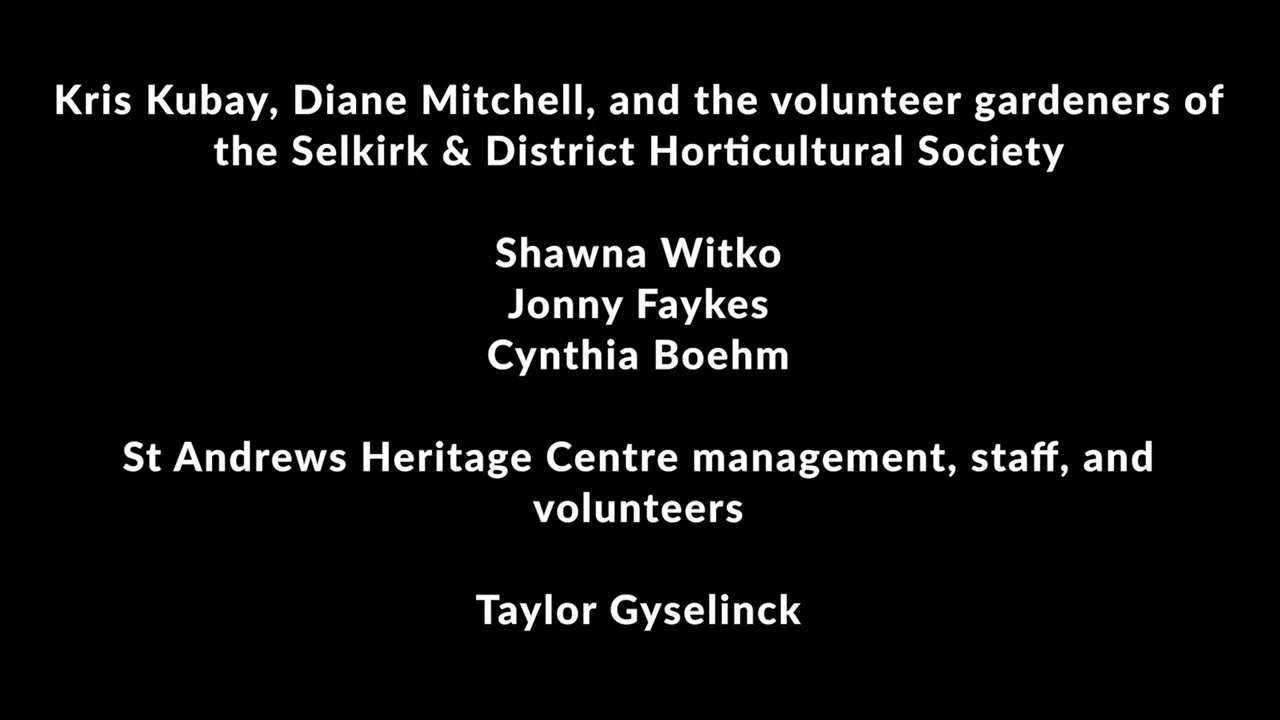 Kris Kubay, Diane Mitchell, and the volunteer gardeners of
the Selkirk & District Horticultural Society
Shawna Witko
Jonny Faykes
Cynthia Boehm
St Andrews Heritage Centre management, staff, and
volunteers
Taylor Gyselinck